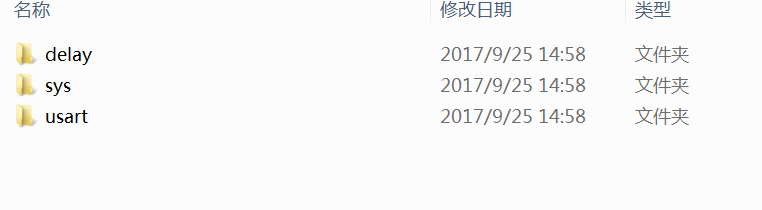 名称 修改日期 类型
delay 2017/9/25 14:58 文件夹
sys 2017/9/25 14:58 文件夹
usart 2017/9/25 14:58 文件夹